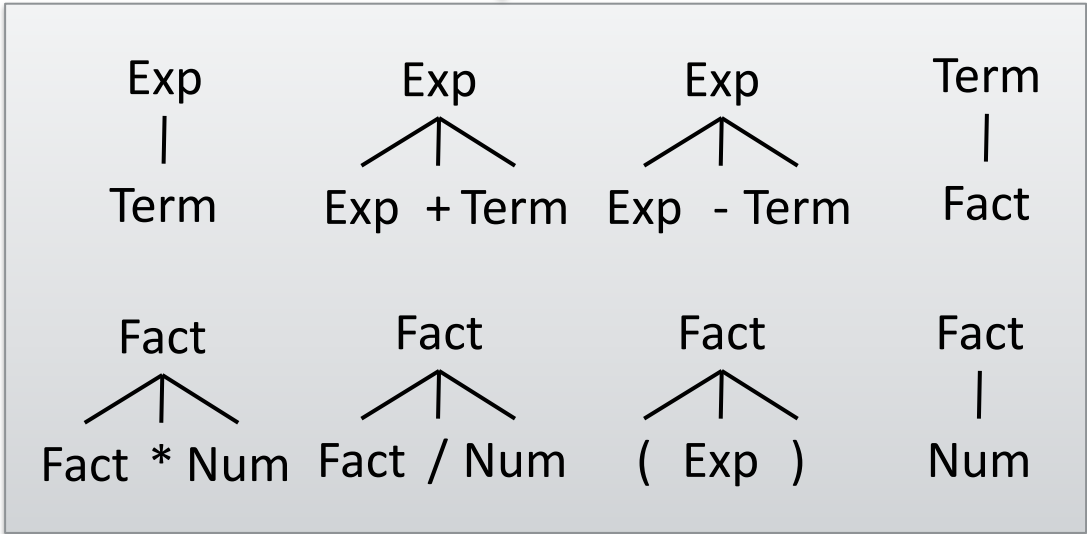 Exp Exp Exp Term
Term Exp + Term Exp - Term Fact
Fact Fact Fact Fact
Fact * Num Fact / Num ( Exp ) Num